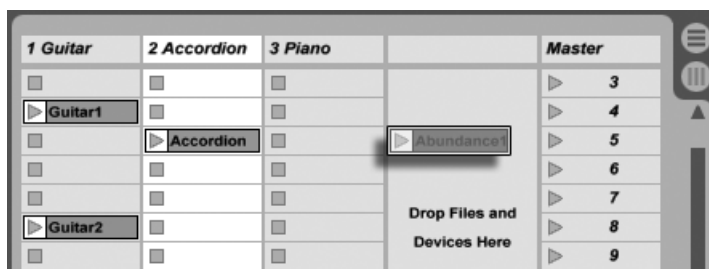 1 Guitar 2 Accordion 3 Piano Master
3
Guitar1 4
Accordion Abundance1 5
6
7
Drop Files and
Guitar2 8
Devices Here
9